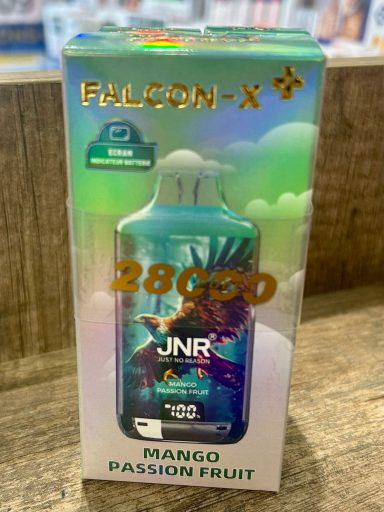 FALCON-X +
ECRAN
INDICATEUR BATTERIE
28000
JNR®
JUST NO REASON
MANGO
PASSION FRUIT
100%
MANGO
PASSION FRUIT